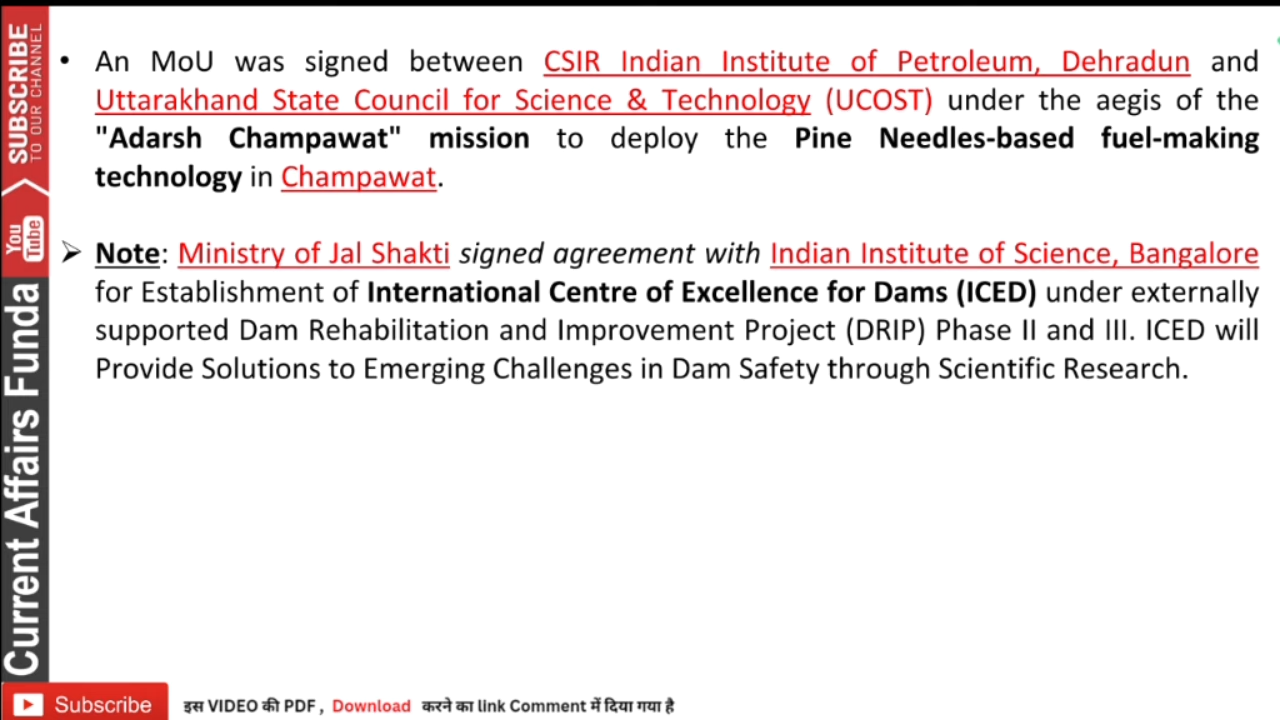 • An MoU was signed between CSIR Indian Institute of Petroleum, Dehradun and
Uttarakhand State Council for Science & Technology (UCOST) under the aegis of the
"Adarsh Champawat" mission to deploy the Pine Needles-based fuel-making
technology in Champawat.
➢ Note: Ministry of Jal Shakti signed agreement with Indian Institute of Science, Bangalore
for Establishment of International Centre of Excellence for Dams (ICED) under externally
supported Dam Rehabilitation and Improvement Project (DRIP) Phase II and III. ICED will
Provide Solutions to Emerging Challenges in Dam Safety through Scientific Research.
SUBSCRIBE
TO OUR CHANNEL
You
Tube
Current Affairs Funda
Subscribe
इस VIDEO की PDF , Download करने का link Comment में दिया गया है